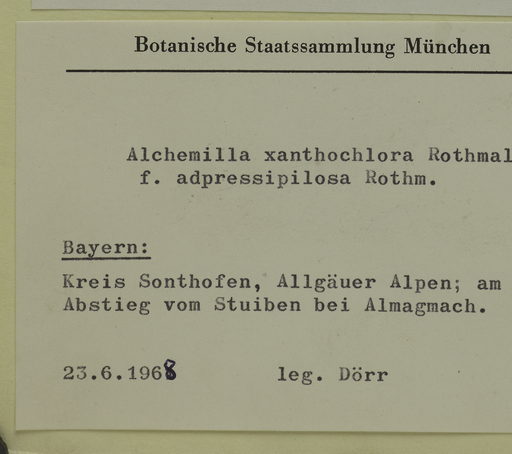 Botanische Staatssammlung München
Alchemilla xanthochlora Rothmal
f. adpressipilosa Rothm.
Bayern:
Kreis Sonthofen, Allgäuer Alpen; am
Abstieg vom Stuiben bei Almagmach.
23.6.1968 leg. Dörr